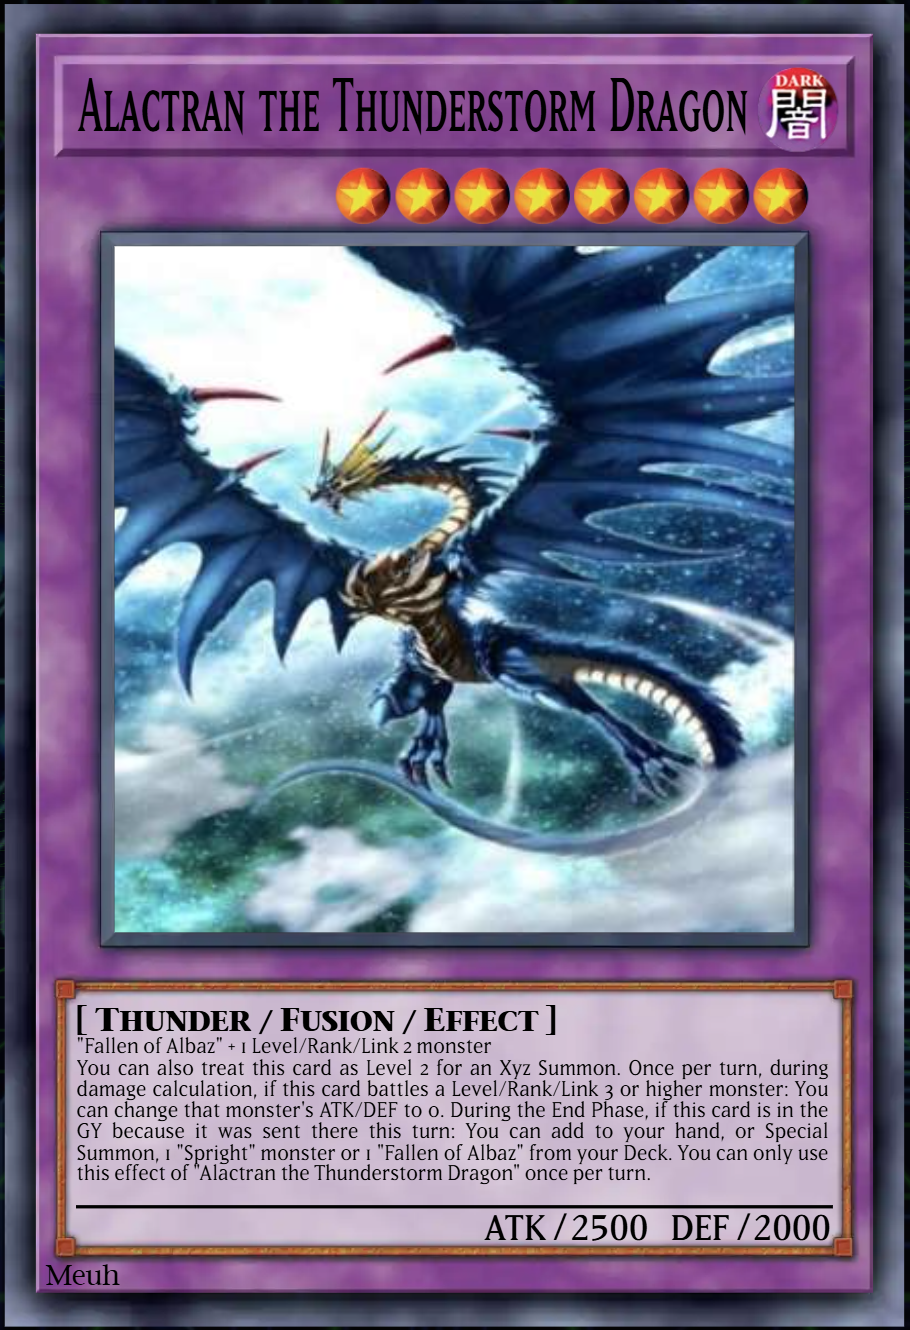 Alactran the Thunderstorm Dragon
DARK
闇
[ Thunder / Fusion / Effect ]
"Fallen of Albaz" + 1 Level/Rank/Link 2 monster
You can also treat this card as Level 2 for an Xyz Summon. Once per turn, during
damage calculation, if this card battles a Level/Rank/Link 3 or higher monster: You
can change that monster's ATK/DEF to 0. During the End Phase, if this card is in the
GY because it was sent there this turn: You can add to your hand, or Special
Summon, 1 "Spright" monster or 1 "Fallen of Albaz" from your Deck. You can only use
this effect of "Alactran the Thunderstorm Dragon" once per turn.
ATK/2500 DEF/2000
Meuh